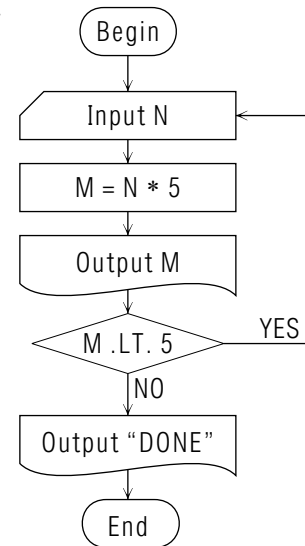 Begin
Input N
M = N * 5
Output M
M .LT. 5
YES
NO
Output “DONE”
End